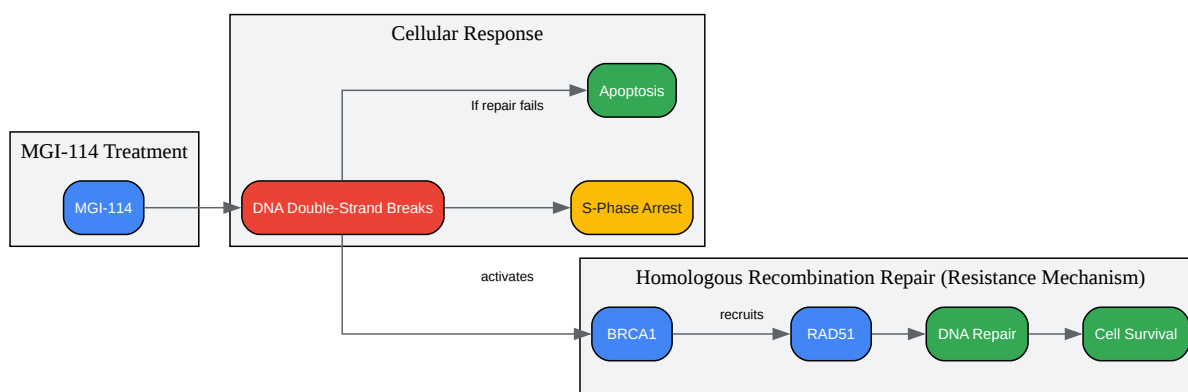 Cellular Response
Apoptosis
If repair fails
MGI-114 Treatment
MGI-114
DNA Double-Strand Breaks
S-Phase Arrest
activates
Homologous Recombination Repair (Resistance Mechanism)
BRCA1
recruits
RAD51
DNA Repair
Cell Survival